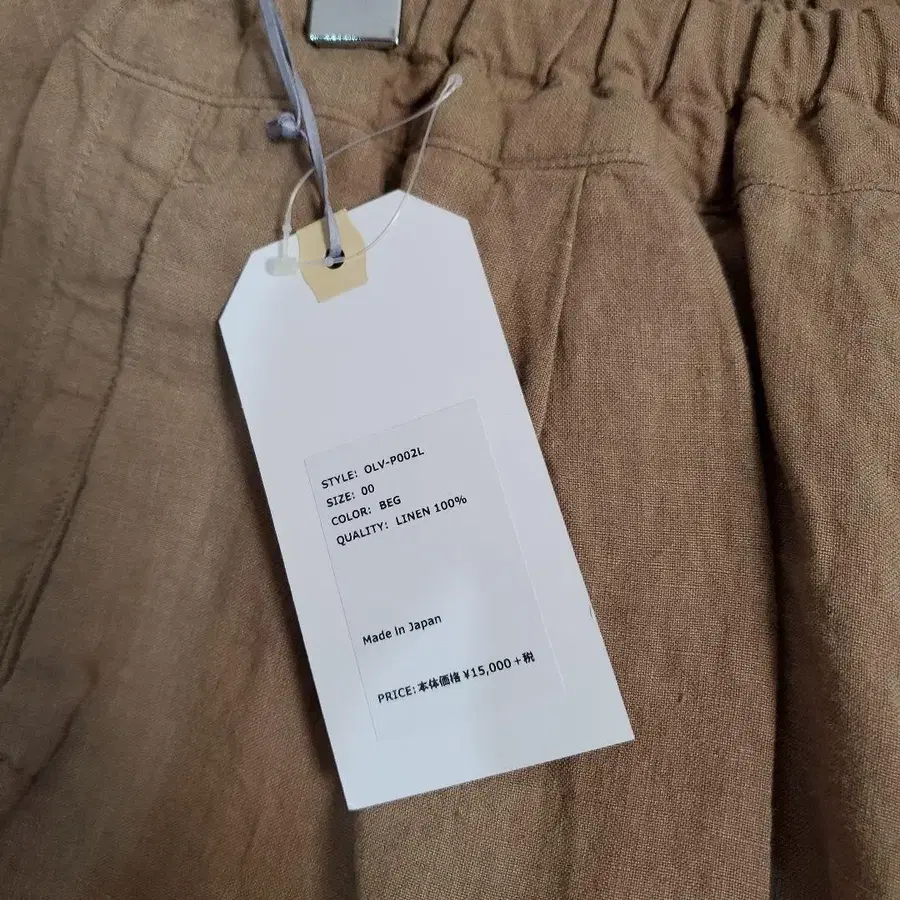 STYLE: OLV-P002L
SIZE: 00
COLOR: BEG
QUALITY: LINEN 100%
Made in Japan
PRICE:本体価格¥15,000+税